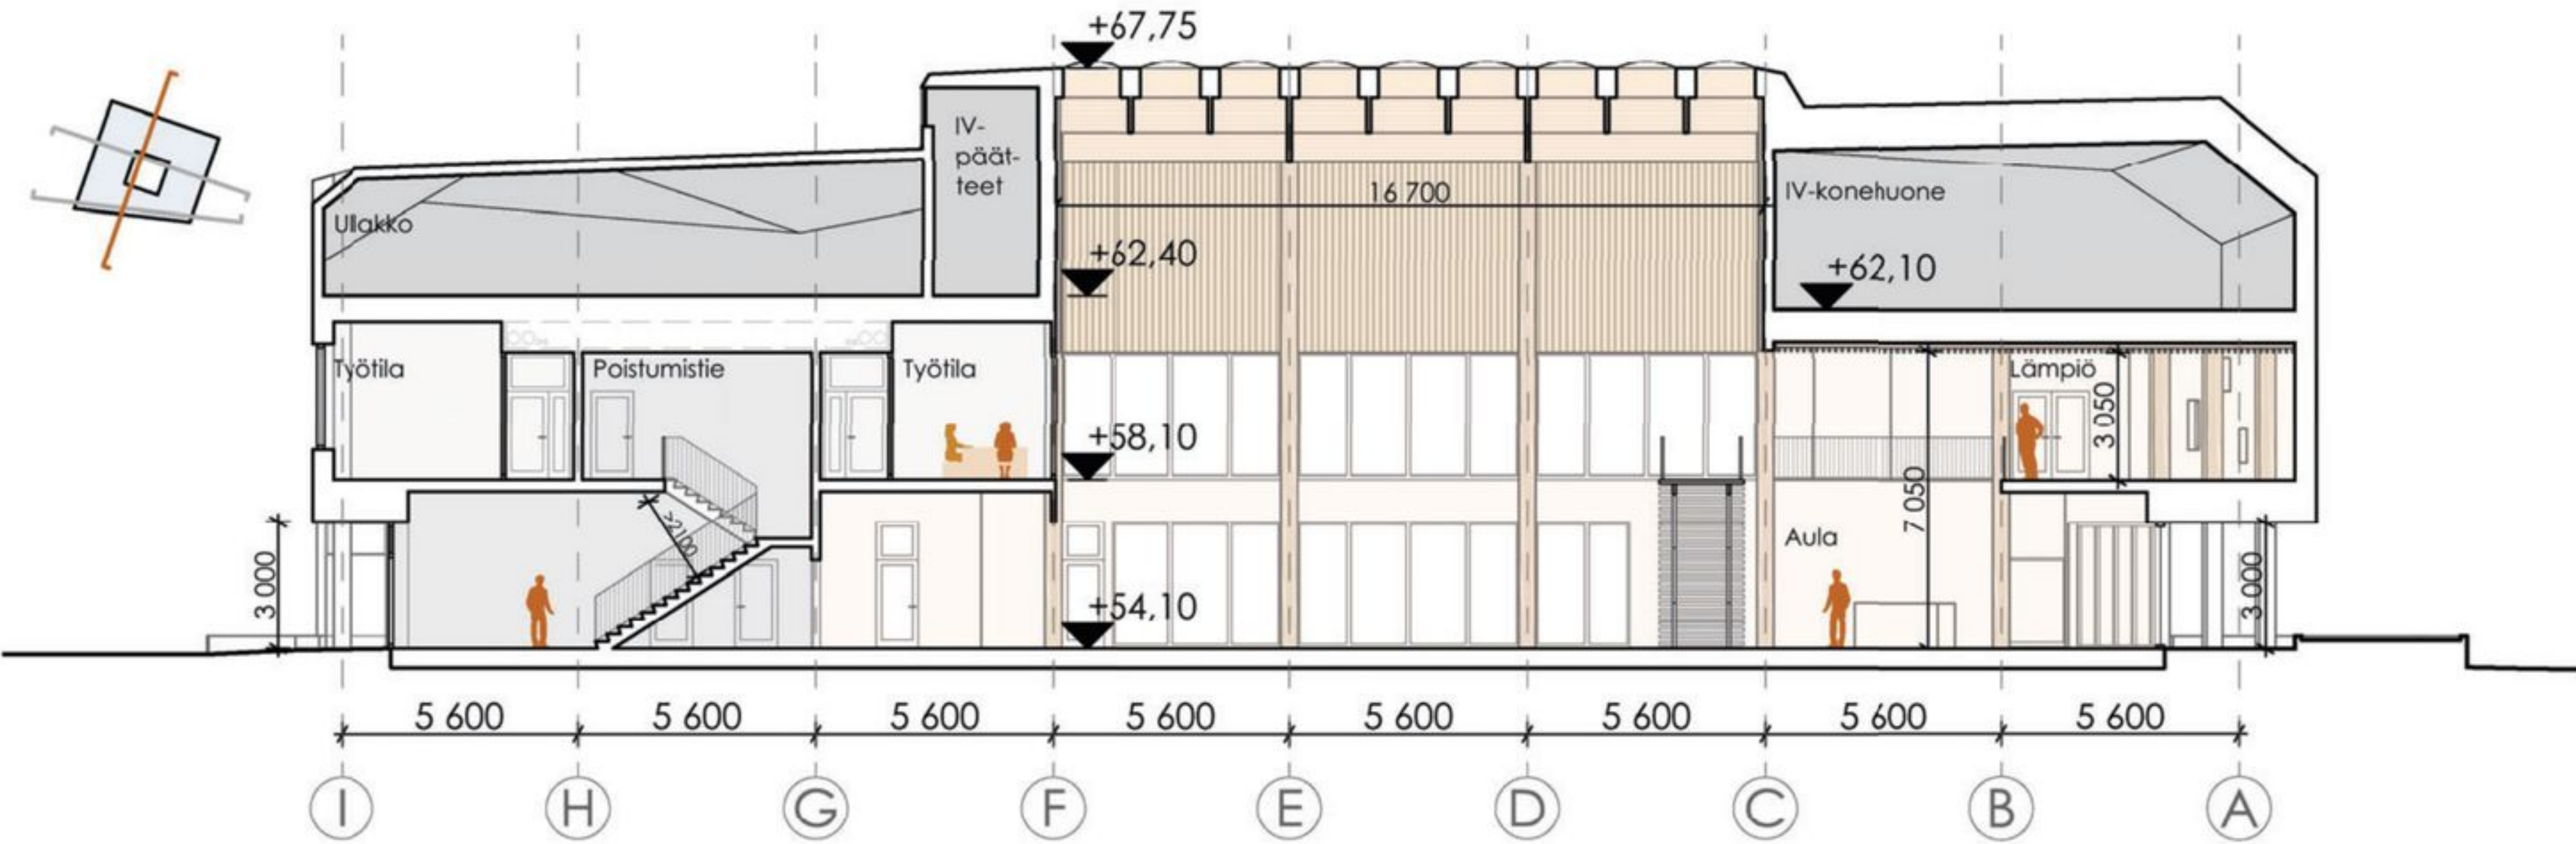 +67,75
IV-
päät-
teet
16 700
IV-konehuone
Ullakko
+62,40
+62,10
Työtila
Poistumistie
Työtila
Lämpiö
3 050
+58,10
7 050
>2100
Aula
3 000
3 000
+54,10
5 600
5 600
5 600
5 600
5 600
5 600
5 600
5 600
I
H
G
F
E
D
C
B
A